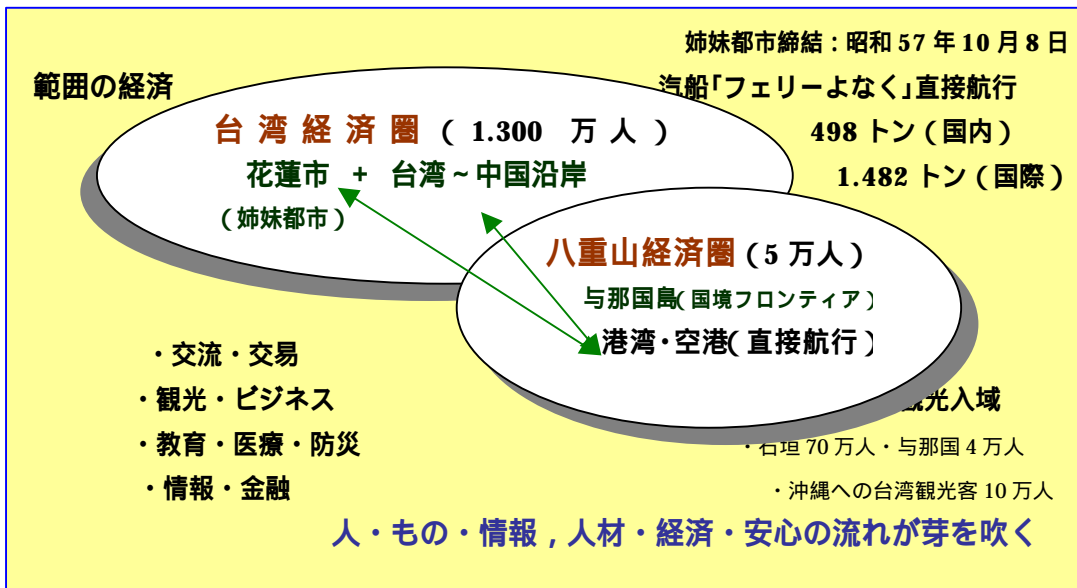 姉妹都市締結：昭和 57 年 10 月 8 日
範囲の経済
汽船｢フェリーよなく｣直接航行
台 湾 経 済 圏 （ 1.300 万 人 ）
498 トン（国内）
花蓮市 + 台湾～中国沿岸
1.482 トン（国際）
（姉妹都市）
八重山経済圏（5 万人）
与那国島（国境フロンティア）
港湾・空港（直接航行）
・交流・交易
・観光・ビジネス
観光入域
・教育・医療・防災
・石垣 70 万人・与那国 4 万人
・情報・金融
・沖縄への台湾観光客 10 万人
人・もの・情報，人材・経済・安心の流れが芽を吹く